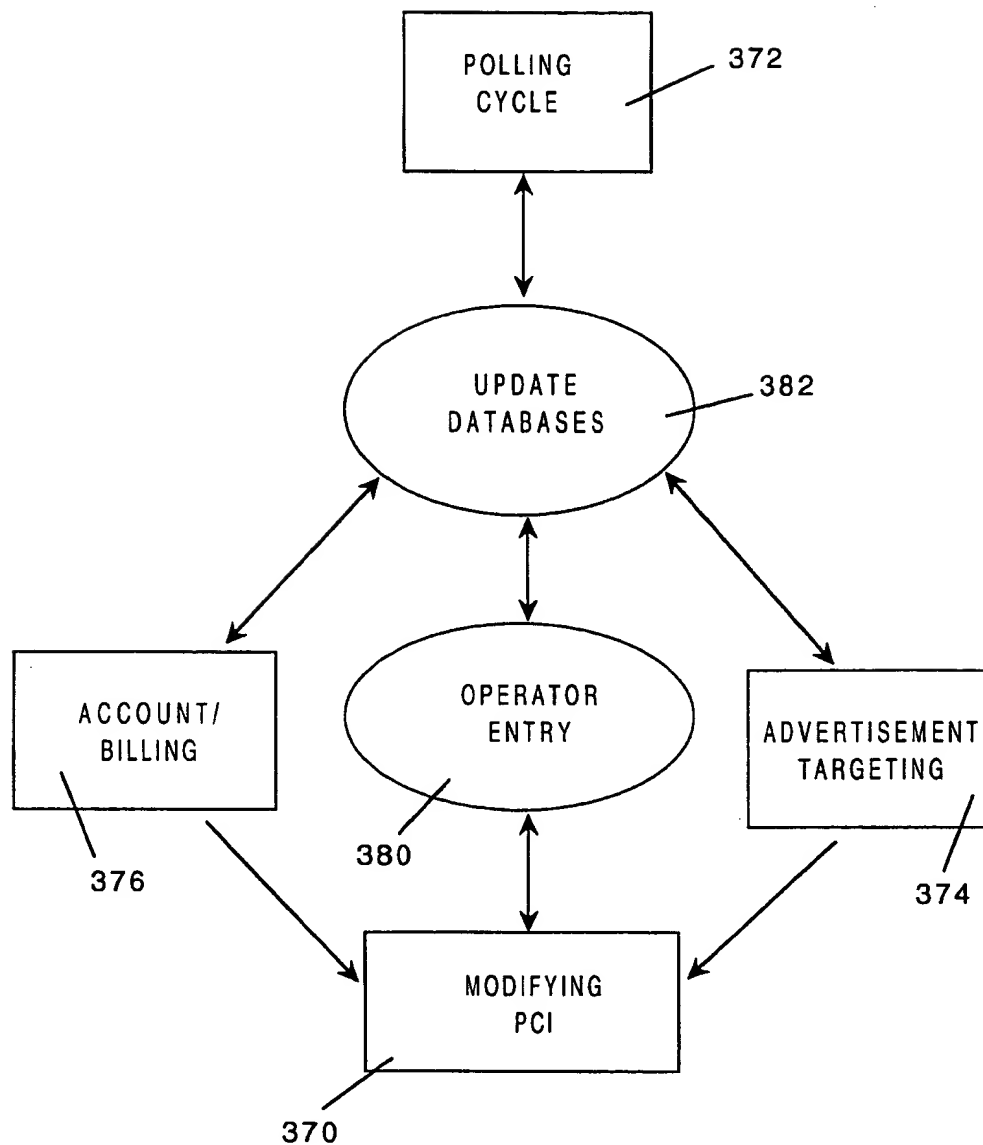 POLLING
CYCLE
372
UPDATE
DATABASES
382
ACCOUNT/
BILLING
376
OPERATOR
ENTRY
380
ADVERTISEMENT
TARGETING
374
MODIFYING
PCI
370